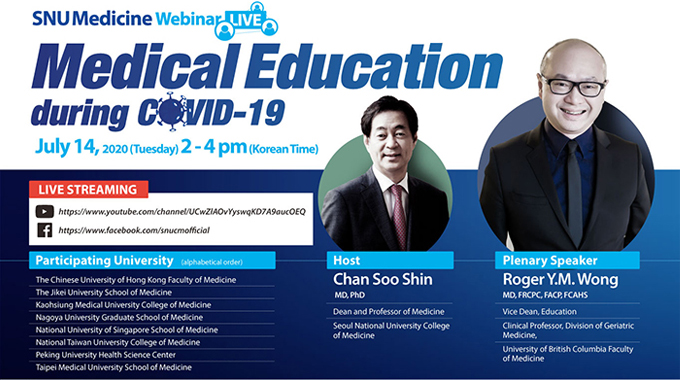 SNU Medicine Webinar LIVE
Medical Education
during COVID-19
July 14, 2020 (Tuesday) 2 - 4 pm (Korean Time)
LIVE STREAMING
https://www.youtube.com/channel/UCwZIAOvYyswqKD7A9aucOEQ
https://www.facebook.com/snucmofficial
Participating University (alphabetical order)
The Chinese University of Hong Kong Faculty of Medicine
The Jikei University School of Medicine
Kaohsiung Medical University College of Medicine
Nagoya University Graduate School of Medicine
National University of Singapore School of Medicine
National Taiwan University College of Medicine
Peking University Health Science Center
Taipei Medical University School of Medicine
Host
Chan Soo Shin
MD, PhD
Dean and Professor of Medicine
Seoul National University College
of Medicine
Plenary Speaker
Roger Y.M. Wong
MD, FRCPC, FACP, FCAHS
Vice Dean, Education
Clinical Professor, Division of Geriatric
Medicine,
University of British Columbia Faculty
of Medicine